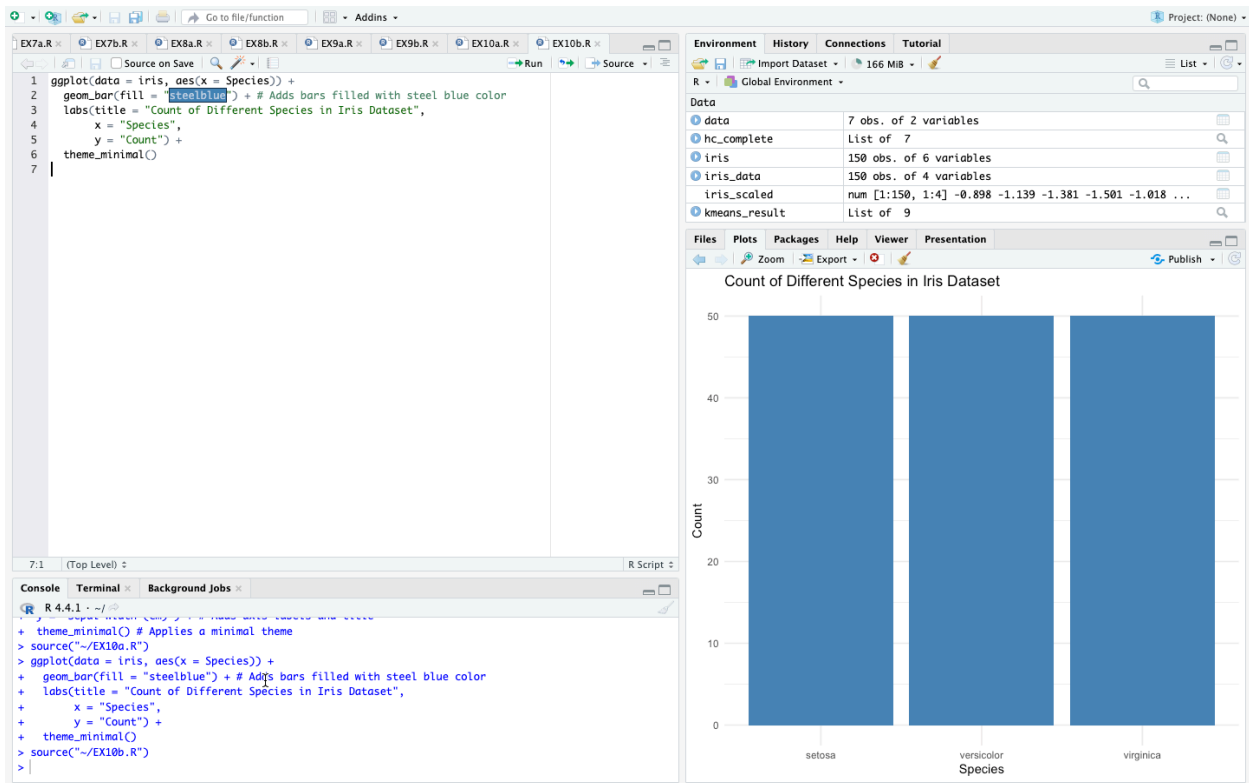 Go to file/function
Addins
Project: (None)
EX7a.R
EX7b.R
EX8a.R
EX8b.R
EX9a.R
EX9b.R
EX10a.R
EX10b.R
Source on Save
Run
Source
1 ggplot(data = iris, aes(x = Species)) +
2 geom_bar(fill = "steelblue") + # Adds bars filled with steel blue color
3 labs(title = "Count of Different Species in Iris Dataset",
4 x = "Species",
5 y = "Count") +
6 theme_minimal()
7
7:1 (Top Level) R Script
Console Terminal Background Jobs
R R 4.4.1 · ~/
+ theme_minimal() # Applies a minimal theme
> source("~/EX10a.R")
> ggplot(data = iris, aes(x = Species)) +
+ geom_bar(fill = "steelblue") + # Adds bars filled with steel blue color
+ labs(title = "Count of Different Species in Iris Dataset",
+ x = "Species",
+ y = "Count") +
+ theme_minimal()
> source("~/EX10b.R")
>
Environment History Connections Tutorial
Import Dataset 166 MiB List
R Global Environment
Data
data 7 obs. of 2 variables
hc_complete List of 7
iris 150 obs. of 6 variables
iris_data 150 obs. of 4 variables
iris_scaled num [1:150, 1:4] -0.898 -1.139 -1.381 -1.501 -1.018 ...
kmeans_result List of 9
Files Plots Packages Help Viewer Presentation
Zoom Export Publish
Count of Different Species in Iris Dataset
50
40
30
20
10
0
Count
setosa versicolor virginica
Species